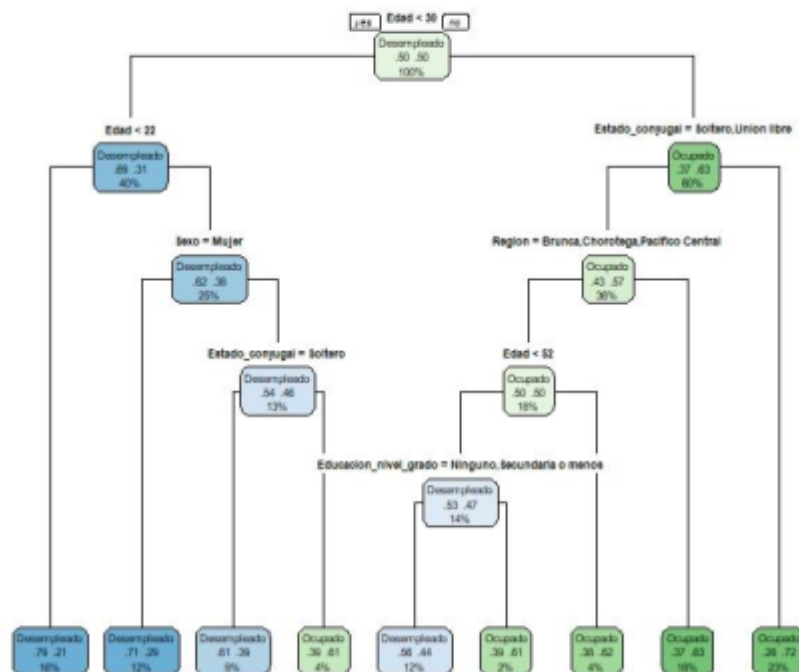 Edad < 30
yes no
Desempleado
.50 .50
100%
Edad < 22
Estado_conyugal = Soltero,Union libre
Desempleado
.69 .31
40%
Ocupado
.37 .63
60%
Sexo = Mujer
Region = Brunca,Chorotega,Pacifico Central
Desempleado
.62 .38
25%
Ocupado
.43 .57
36%
Estado_conyugal = Soltero
Edad < 52
Desempleado
.54 .46
13%
Ocupado
.50 .50
18%
Educacion_nivel_grado = Ninguno,Secundaria o menos
Desempleado
.53 .47
14%
Desempleado
.79 .21
16%
Desempleado
.71 .29
12%
Desempleado
.61 .39
9%
Ocupado
.39 .61
4%
Desempleado
.56 .44
12%
Ocupado
.39 .61
2%
Ocupado
.38 .62
4%
Ocupado
.37 .63
18%
Ocupado
.28 .72
23%